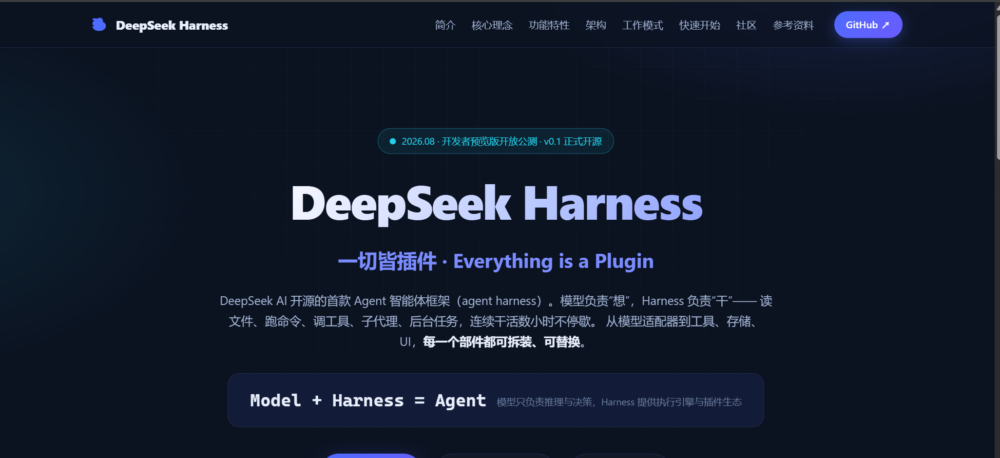 DeepSeek Harness
简介 核心理念 功能特性 架构 工作模式 快速开始 社区 参考资料 GitHub ↗
2026.08 · 开发者预览版开放公测 · v0.1 正式开源
DeepSeek Harness
一切皆插件 · Everything is a Plugin
DeepSeek AI 开源的首款 Agent 智能体框架（agent harness）。模型负责“想”，Harness 负责“干”—— 读
文件、跑命令、调工具、子代理、后台任务，连续干活数小时不停歇。 从模型适配器到工具、存储、
UI，每一个部件都可拆装、可替换。
Model + Harness = Agent 模型只负责推理与决策，Harness 提供执行引擎与插件生态